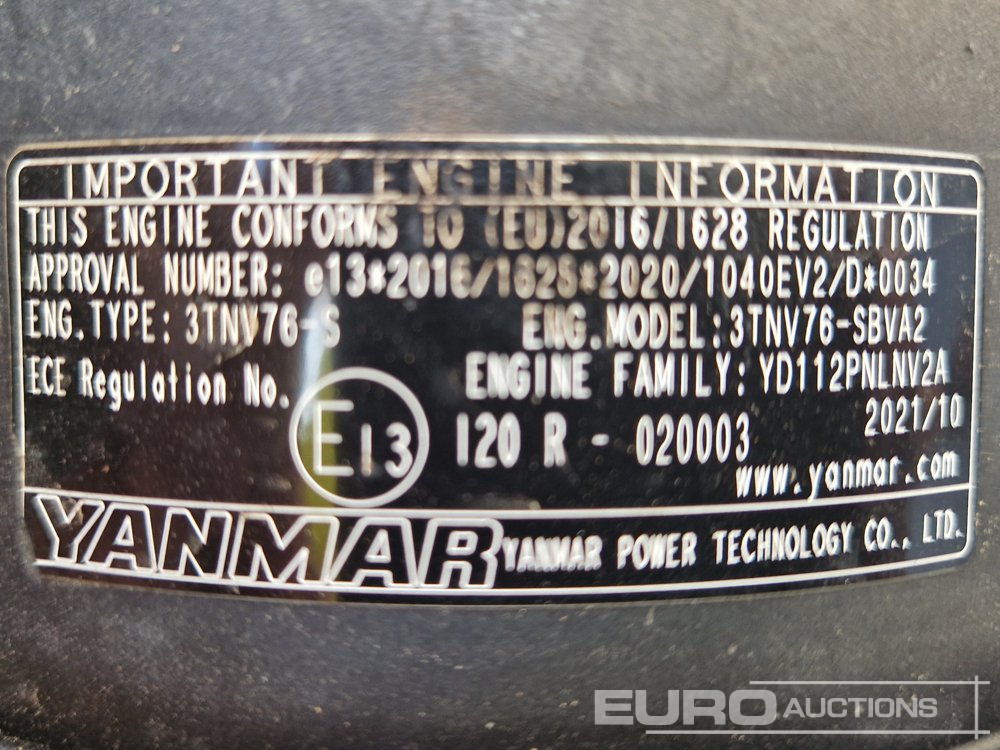 IMPORTANT ENGINE INFORMATION
THIS ENGINE CONFORMS TO (EU)2016/1628 REGULATION
APPROVAL NUMBER: e13*2016/1628*2020/1040EV2/D*0034
ENG.TYPE: 3TNV76-S ENG.MODEL: 3TNV76-SBVA2
ECE Regulation No. ENGINE FAMILY: YD112PNLNV2A
2021/10
E13 120 R - 020003
www.yanmar.com
YANMAR YANMAR POWER TECHNOLOGY CO., LTD.
EURO AUCTIONS